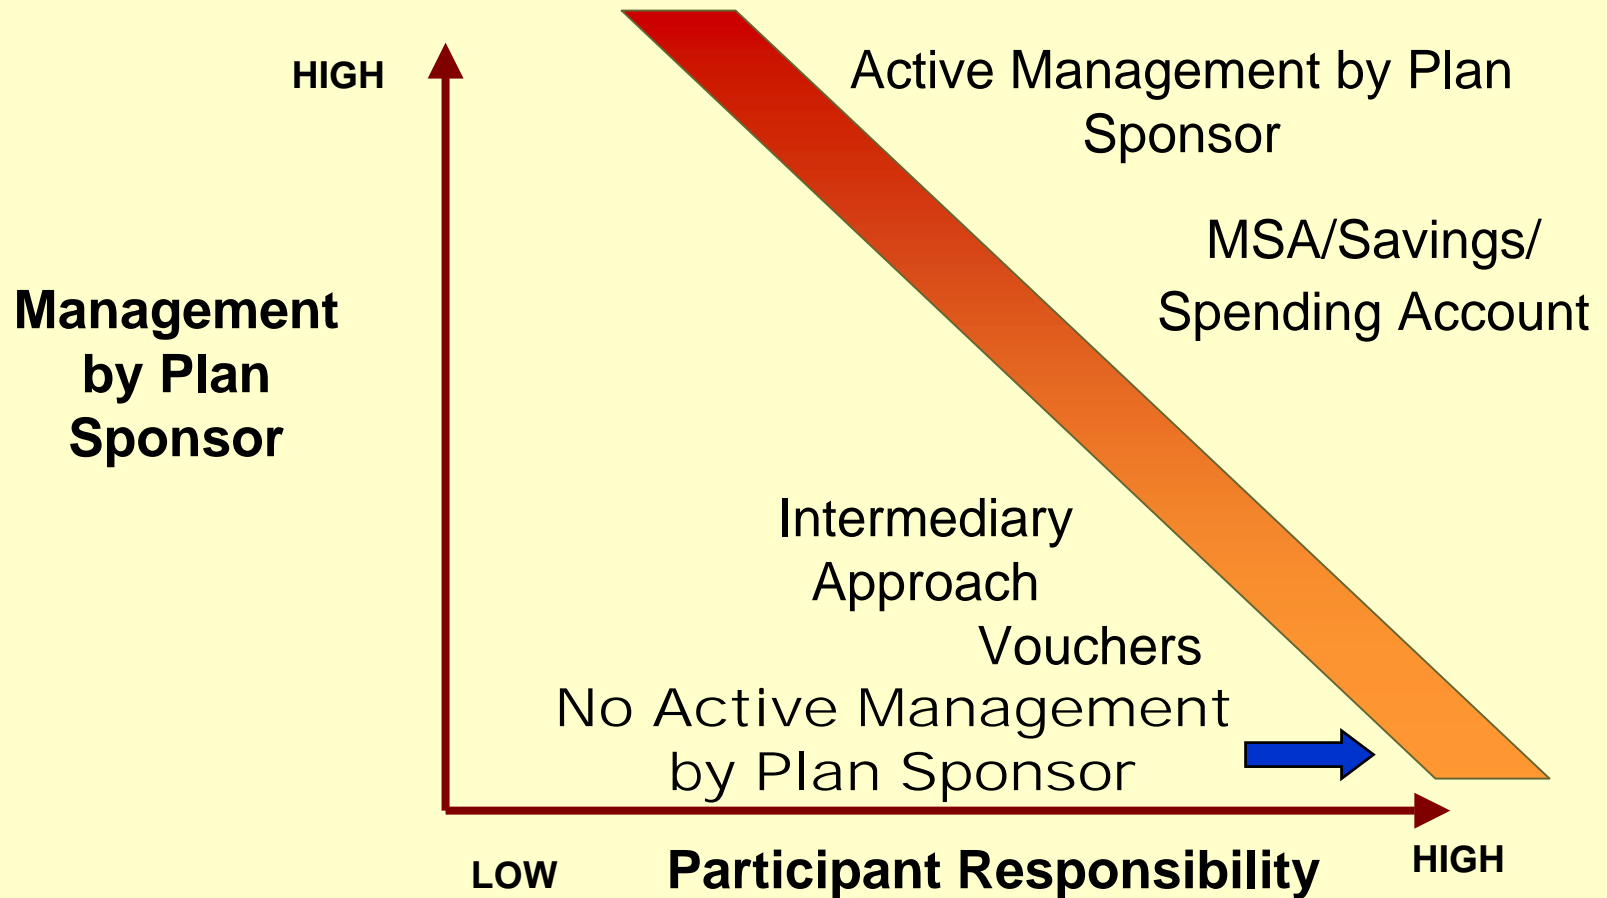 HIGH
Active Management by Plan
Sponsor
MSA/Savings/
Spending Account
Management
by Plan
Sponsor
Intermediary
Approach
Vouchers
No Active Management
by Plan Sponsor
LOW
Participant Responsibility
HIGH